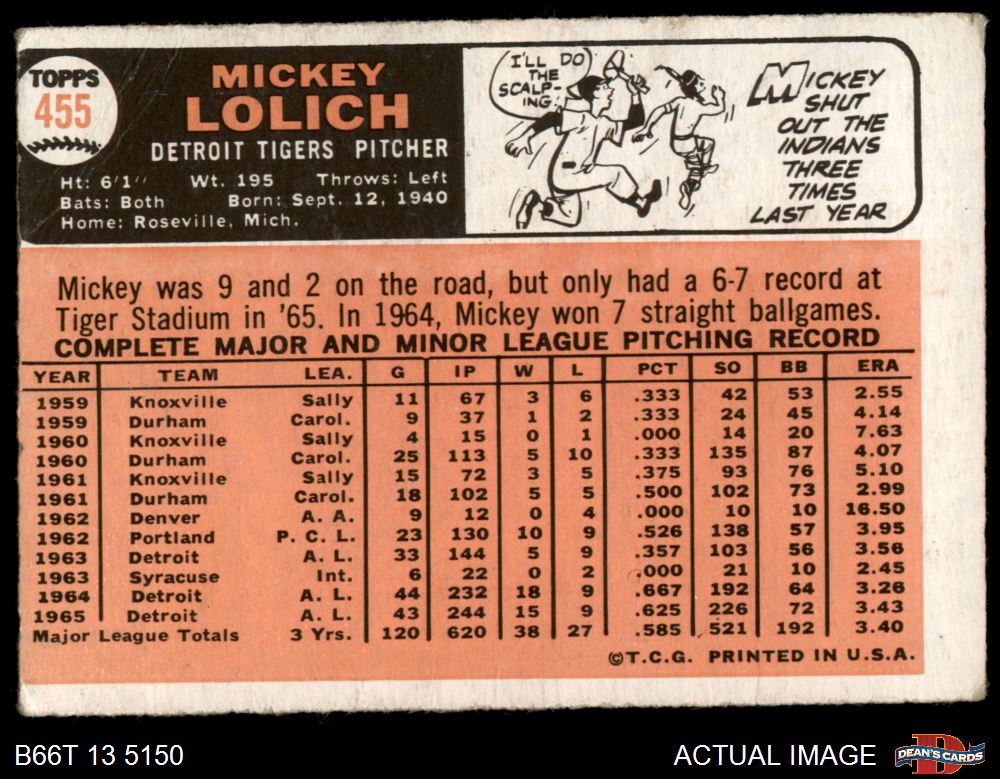 TOPPS
455
MICKEY
LOLICH
DETROIT TIGERS PITCHER
Ht: 6'1" Wt. 195 Throws: Left
Bats: Both Born: Sept. 12, 1940
Home: Roseville, Mich.
I'LL DO
THE
SCALP-
ING!
MICKEY
SHUT
OUT THE
INDIANS
THREE
TIMES
LAST YEAR
Mickey was 9 and 2 on the road, but only had a 6-7 record at
Tiger Stadium in '65. In 1964, Mickey won 7 straight ballgames.
COMPLETE MAJOR AND MINOR LEAGUE PITCHING RECORD
YEAR TEAM LEA. G IP W L PCT SO BB ERA
1959 Knoxville Sally 11 67 3 6 .333 42 53 2.55
1959 Durham Carol. 9 37 1 2 .333 24 45 4.14
1960 Knoxville Sally 4 15 0 1 .000 14 20 7.63
1960 Durham Carol. 25 113 5 10 .333 135 87 4.07
1961 Knoxville Sally 15 72 3 5 .375 93 76 5.10
1961 Durham Carol. 18 102 5 5 .500 102 73 2.99
1962 Denver A. A. 9 12 0 4 .000 10 10 16.50
1962 Portland P. C. L. 23 130 10 9 .526 138 57 3.95
1963 Detroit A. L. 33 144 5 9 .357 103 56 3.56
1963 Syracuse Int. 6 22 0 2 .000 21 10 2.45
1964 Detroit A. L. 44 232 18 9 .667 192 64 3.26
1965 Detroit A. L. 43 244 15 9 .625 226 72 3.43
Major League Totals 3 Yrs. 120 620 38 27 .585 521 192 3.40
©T.C.G. PRINTED IN U.S.A.
B66T 13 5150
ACTUAL IMAGE
DEAN'S CARDS